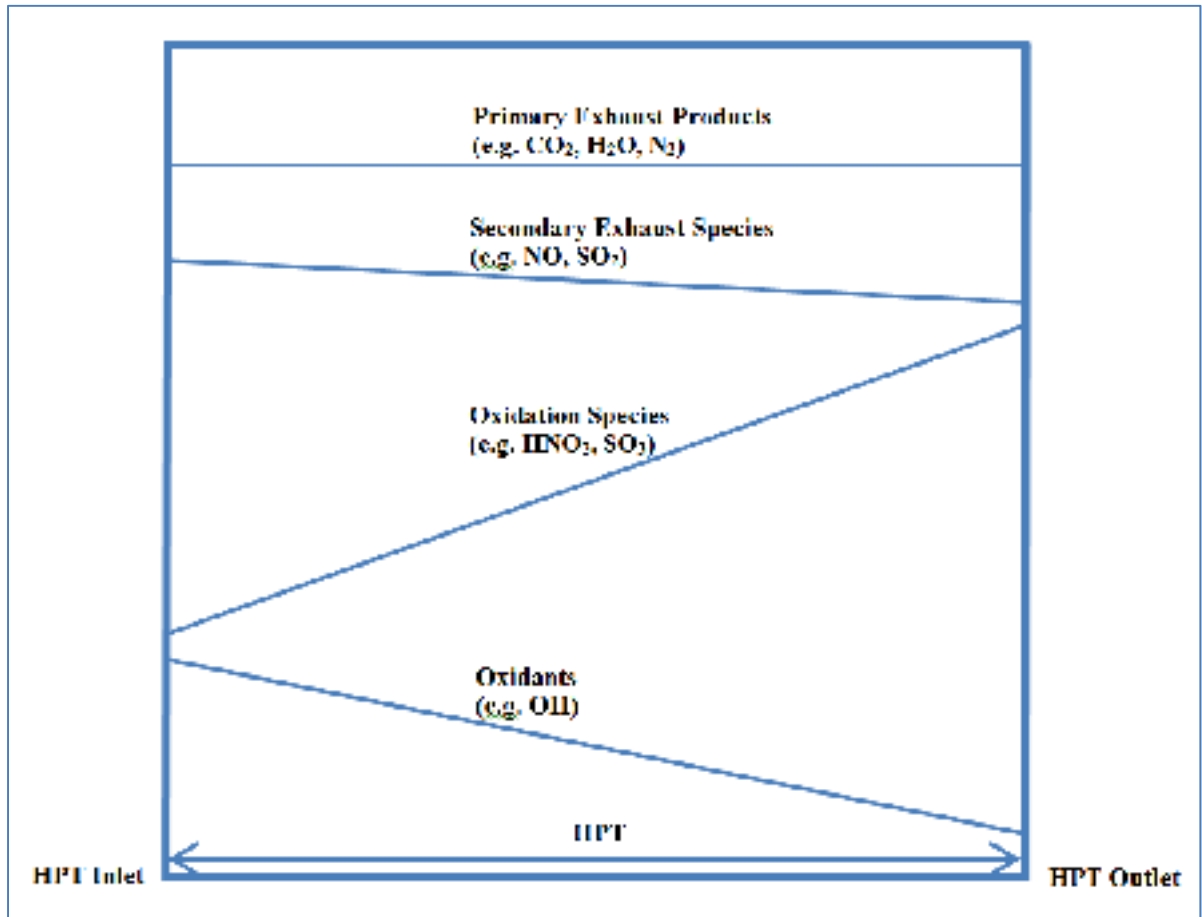 Primary Exhaust Products
(e.g. CO₂, H₂O, N₂)
Secondary Exhaust Species
(e.g. NO, SO₂)
Oxidation Species
(e.g. HNO₂, SO₃)
Oxidants
(e.g. OH)
HPT
HPT Inlet
HPT Outlet